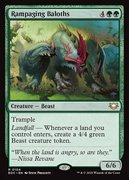 Rampaging Baloths 4
Creature — Beast
Trample
Landfall — Whenever a land you
control enters, create a 4/4 green
Beast creature token.
"When the land is angry, so are they."
—Nissa Revane
6/6